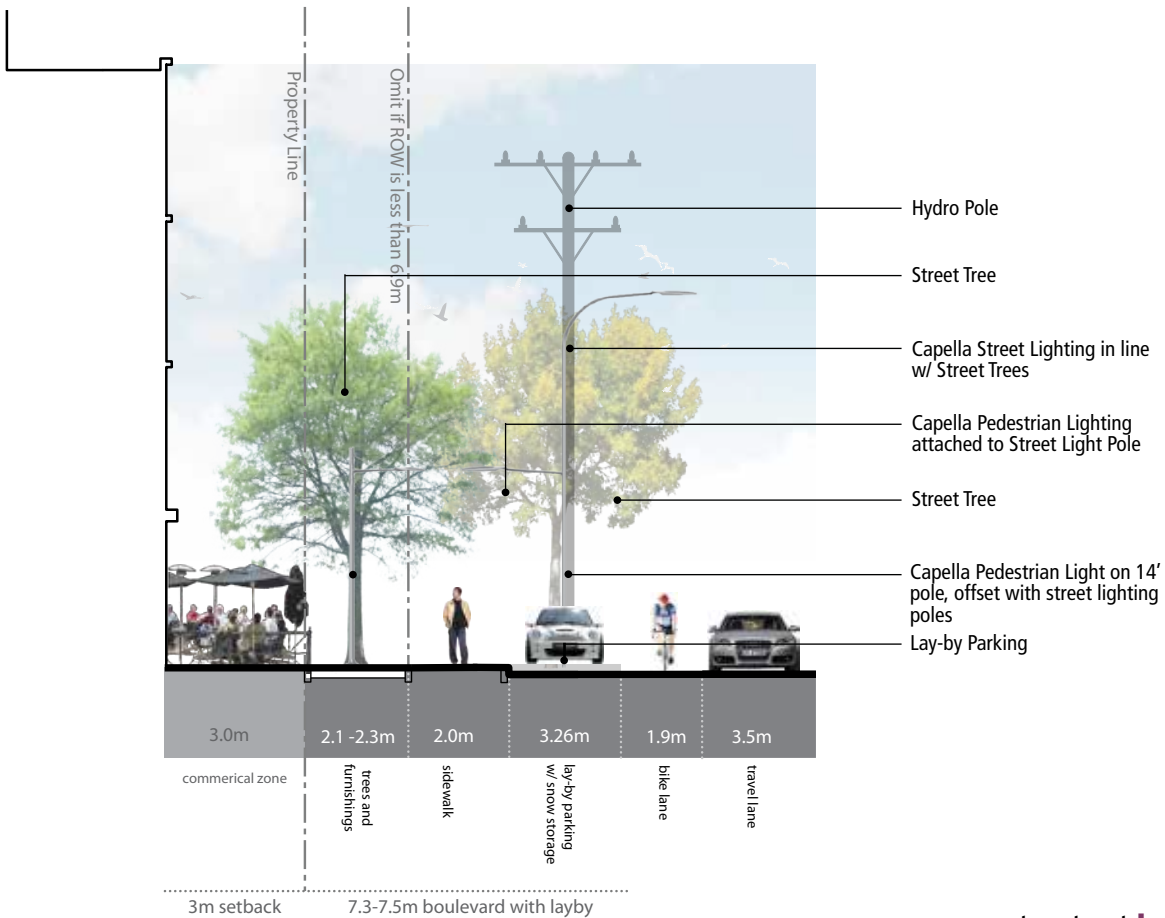 Property Line
Omit if ROW is less than 6.9m
Hydro Pole
Street Tree
Capella Street Lighting in line
w/ Street Trees
Capella Pedestrian Lighting
attached to Street Light Pole
Street Tree
Capella Pedestrian Light on 14'
pole, offset with street lighting
poles
Lay-by Parking
3.0m
2.1 -2.3m
2.0m
3.26m
1.9m
3.5m
commerical zone
trees and
furnishings
sidewalk
lay-by parking
w/ snow storage
bike lane
travel lane
3m setback
7.3-7.5m boulevard with layby